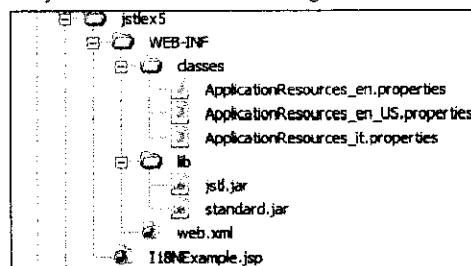 jstlex5
WEB-INF
classes
ApplicationResources_en.properties
ApplicationResources_en_US.properties
ApplicationResources_it.properties
lib
jstl.jar
standard.jar
web.xml
I18NExample.jsp